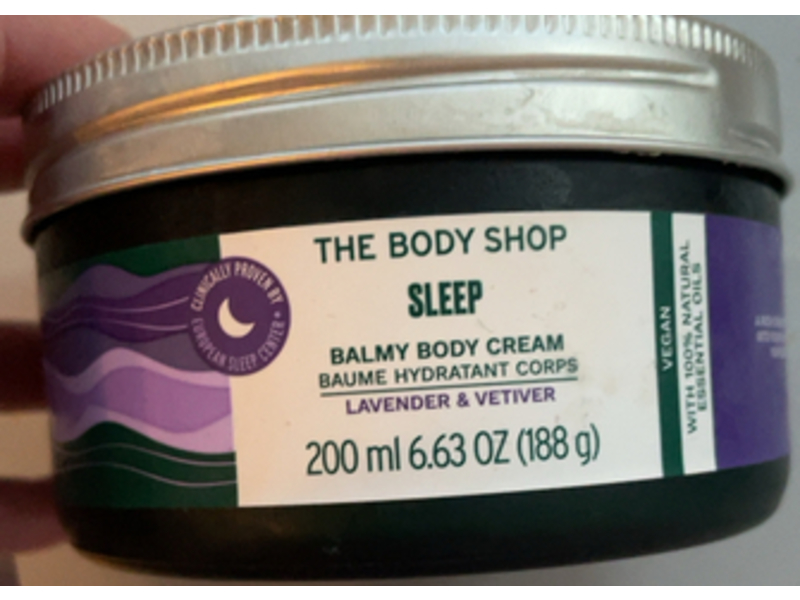 THE BODY SHOP
SLEEP
BALMY BODY CREAM
BAUME HYDRATANT CORPS
LAVENDER & VETIVER
200 ml 6.63 OZ (188 g)
CLINICALLY PROVEN BY
EUROPEAN SLEEP CENTER*
VEGAN
WITH 100% NATURAL
ESSENTIAL OILS